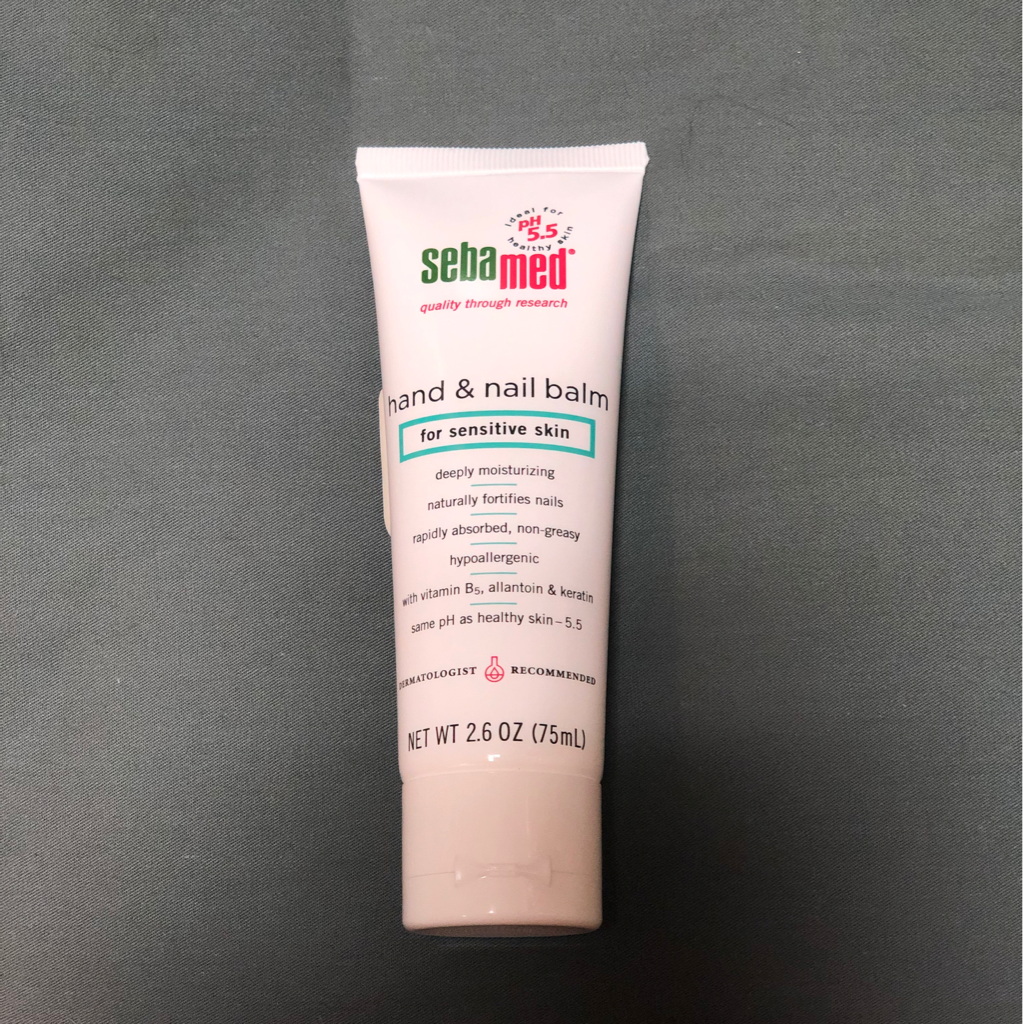 ideal for
pH
5.5
healthy skin
sebamed®
quality through research
hand & nail balm
for sensitive skin
deeply moisturizing
naturally fortifies nails
rapidly absorbed, non-greasy
hypoallergenic
with vitamin B₅, allantoin & keratin
same pH as healthy skin – 5.5
DERMATOLOGIST RECOMMENDED
NET WT 2.6 OZ (75mL)